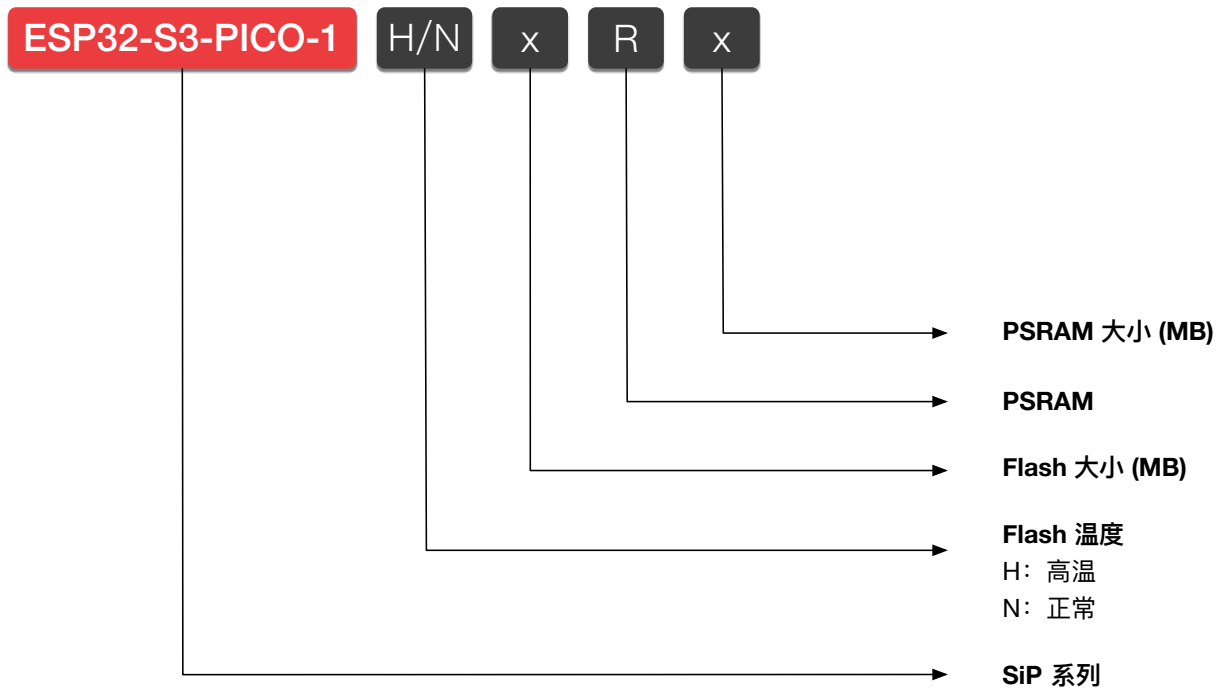 ESP32-S3-PICO-1 H/N x R x
PSRAM 大小 (MB)
PSRAM
Flash 大小 (MB)
Flash 温度
H：高温
N：正常
SiP 系列